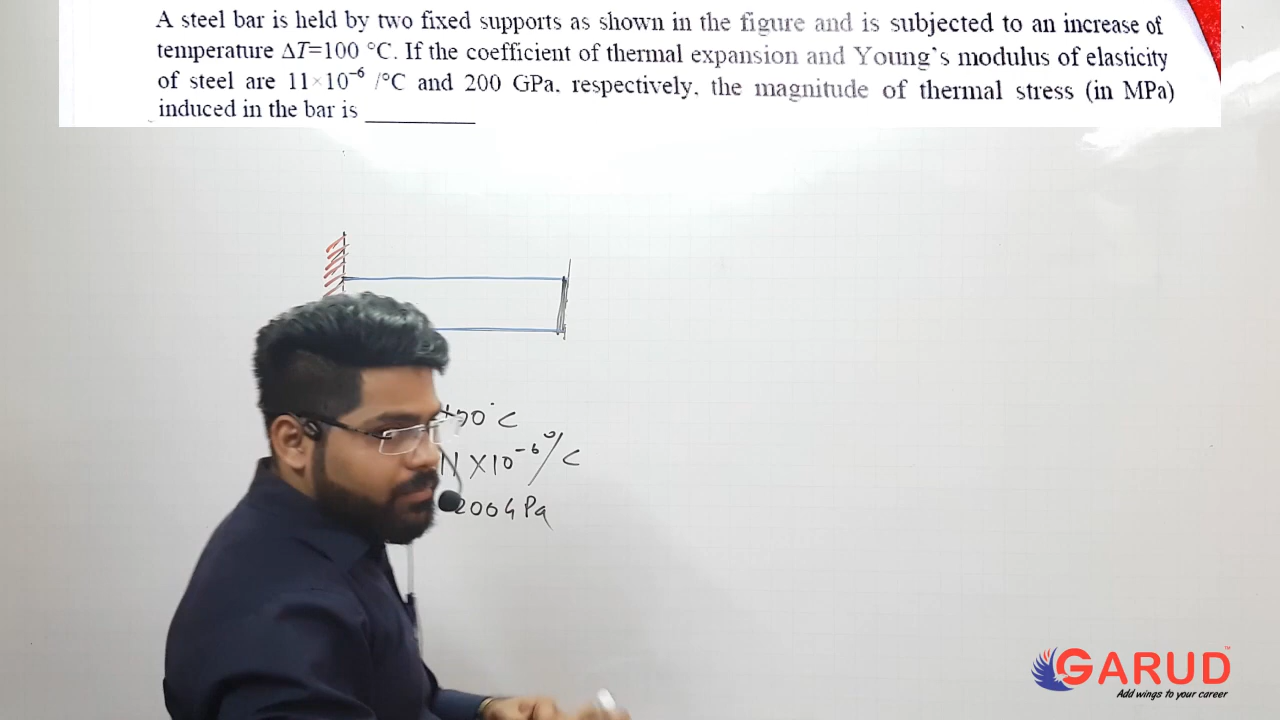 A steel bar is held by two fixed supports as shown in the figure and is subjected to an increase of
temperature ΔT=100 °C. If the coefficient of thermal expansion and Young`s modulus of elasticity
of steel are 11×10⁻⁶ /°C and 200 GPa, respectively, the magnitude of thermal stress (in MPa)
induced in the bar is __________
°C
11 X10⁻⁶/°C
200GPa
GARUD
TM
Add wings to your career